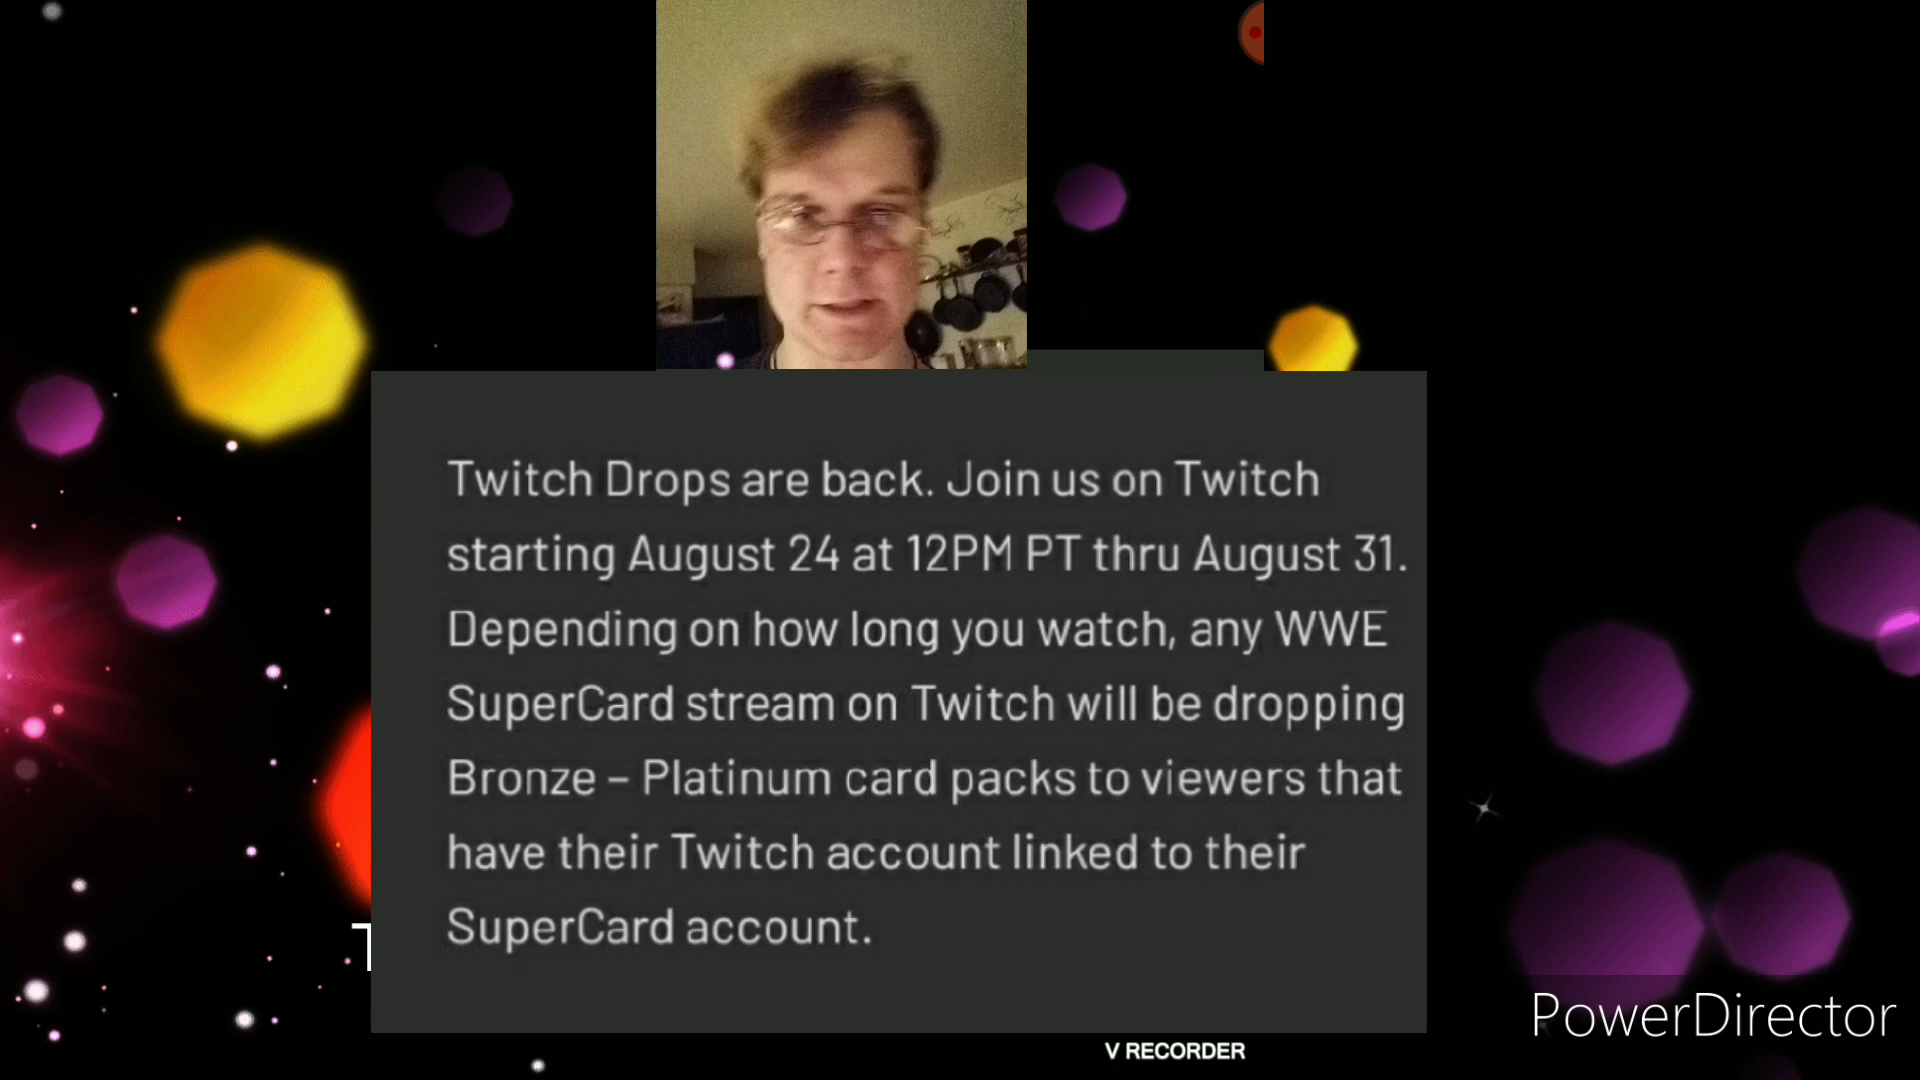 Twitch Drops are back. Join us on Twitch
starting August 24 at 12PM PT thru August 31.
Depending on how long you watch, any WWE
SuperCard stream on Twitch will be dropping
Bronze – Platinum card packs to viewers that
have their Twitch account linked to their
SuperCard account.
T
PowerDirector
V RECORDER